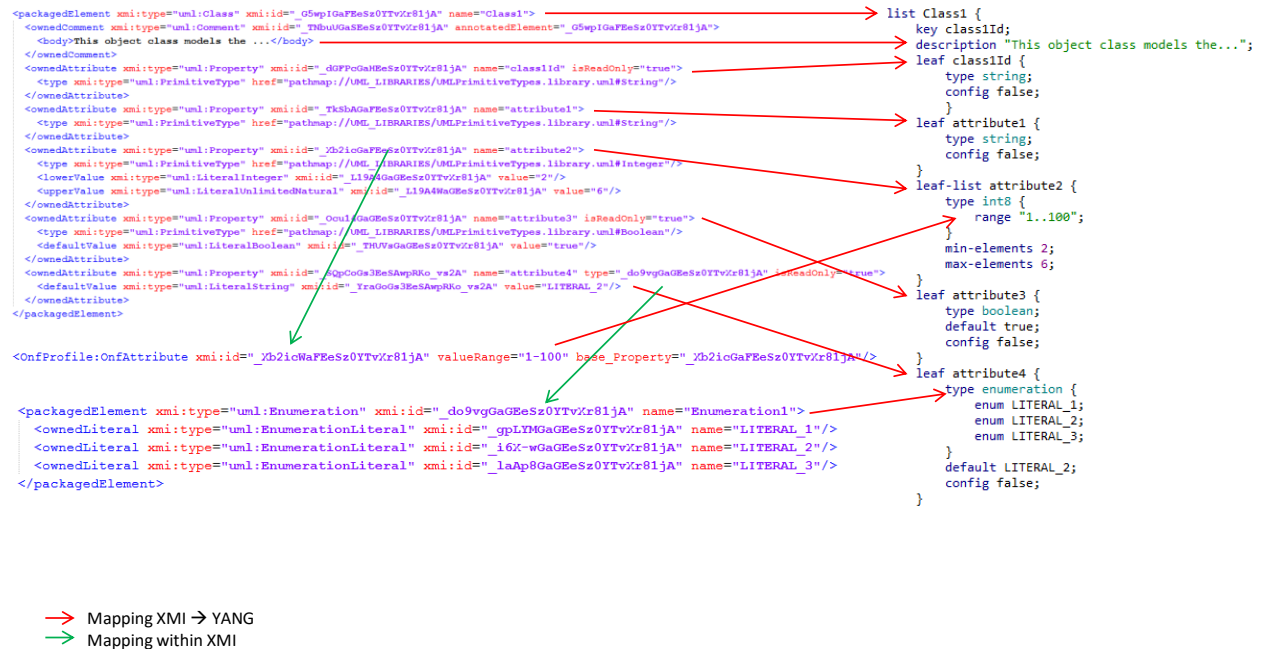 <packagedElement xmi:type="uml:Class" xmi:id="_G5wpIGaFEeSz0YTvXr81jA" name="Class1">
<ownedComment xmi:type="uml:Comment" xmi:id="_TNbuUGaSEeSz0YTvXr81jA" annotatedElement="_G5wpIGaFEeSz0YTvXr81jA">
<body>This object class models the ...</body>
</ownedComment>
<ownedAttribute xmi:type="uml:Property" xmi:id="_dGFPcGaHEeSz0YTvXr81jA" name="class1Id" isReadOnly="true">
<type xmi:type="uml:PrimitiveType" href="pathmap://UML_LIBRARIES/UMLPrimitiveTypes.library.uml#String"/>
</ownedAttribute>
<ownedAttribute xmi:type="uml:Property" xmi:id="_TkSbAGaFEeSz0YTvXr81jA" name="attribute1">
<type xmi:type="uml:PrimitiveType" href="pathmap://UML_LIBRARIES/UMLPrimitiveTypes.library.uml#String"/>
</ownedAttribute>
<ownedAttribute xmi:type="uml:Property" xmi:id="_Xb2icGaFEeSz0YTvXr81jA" name="attribute2">
<type xmi:type="uml:PrimitiveType" href="pathmap://UML_LIBRARIES/UMLPrimitiveTypes.library.uml#Integer"/>
<lowerValue xmi:type="uml:LiteralInteger" xmi:id="_L19A4GaGEeSz0YTvXr81jA" value="2"/>
<upperValue xmi:type="uml:LiteralUnlimitedNatural" xmi:id="_L19A4WaGEeSz0YTvXr81jA" value="6"/>
</ownedAttribute>
<ownedAttribute xmi:type="uml:Property" xmi:id="_Ocu14GaGEeSz0YTvXr81jA" name="attribute3" isReadOnly="true">
<type xmi:type="uml:PrimitiveType" href="pathmap://UML_LIBRARIES/UMLPrimitiveTypes.library.uml#Boolean"/>
<defaultValue xmi:type="uml:LiteralBoolean" xmi:id="_THUVsGaGEeSz0YTvXr81jA" value="true"/>
</ownedAttribute>
<ownedAttribute xmi:type="uml:Property" xmi:id="_SQpCoGs3EeSAwpRKo_vs2A" name="attribute4" type="_do9vgGaGEeSz0YTvXr81jA" isReadOnly="true">
<defaultValue xmi:type="uml:LiteralString" xmi:id="_YraGoGs3EeSAwpRKo_vs2A" value="LITERAL_2"/>
</ownedAttribute>
</packagedElement>
<OnfProfile:OnfAttribute xmi:id="_Xb2icWaFEeSz0YTvXr81jA" valueRange="1-100" base_Property="_Xb2icGaFEeSz0YTvXr81jA"/>
<packagedElement xmi:type="uml:Enumeration" xmi:id="_do9vgGaGEeSz0YTvXr81jA" name="Enumeration1">
<ownedLiteral xmi:type="uml:EnumerationLiteral" xmi:id="_gpLYMGaGEeSz0YTvXr81jA" name="LITERAL_1"/>
<ownedLiteral xmi:type="uml:EnumerationLiteral" xmi:id="_i6X-wGaGEeSz0YTvXr81jA" name="LITERAL_2"/>
<ownedLiteral xmi:type="uml:EnumerationLiteral" xmi:id="_laAp8GaGEeSz0YTvXr81jA" name="LITERAL_3"/>
</packagedElement>
list Class1 {
key class1Id;
description "This object class models the...";
leaf class1Id {
type string;
config false;
}
leaf attribute1 {
type string;
config false;
}
leaf-list attribute2 {
type int8 {
range "1..100";
}
min-elements 2;
max-elements 6;
}
leaf attribute3 {
type boolean;
default true;
config false;
}
leaf attribute4 {
type enumeration {
enum LITERAL_1;
enum LITERAL_2;
enum LITERAL_3;
}
default LITERAL_2;
config false;
}
Mapping XMI → YANG
Mapping within XMI